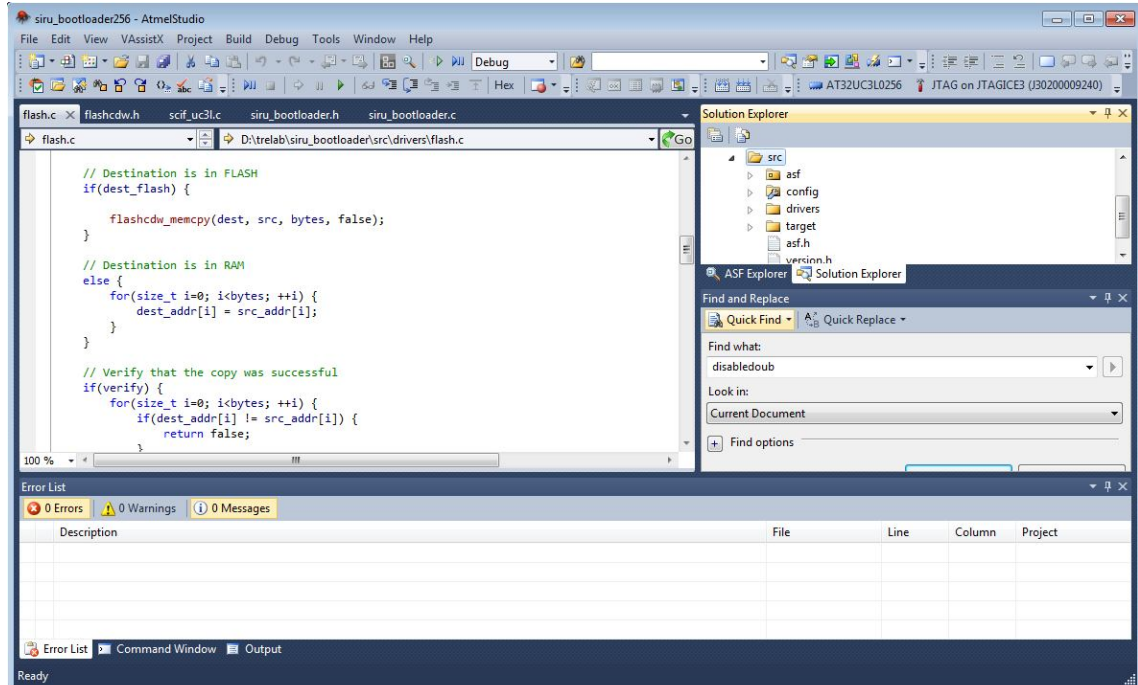 siru_bootloader256 - AtmelStudio
File Edit View VAssistX Project Build Debug Tools Window Help
Debug
Hex
AT32UC3L0256 JTAG on JTAGICE3 (J30200009240)
flash.c flashcdw.h scif_uc3l.c siru_bootloader.h siru_bootloader.c
flash.c D:\trelab\siru_bootloader\src\drivers\flash.c Go
// Destination is in FLASH
if(dest_flash) {
flashcdw_memcpy(dest, src, bytes, false);
}
// Destination is in RAM
else {
for(size_t i=0; i<bytes; ++i) {
dest_addr[i] = src_addr[i];
}
}
// Verify that the copy was successful
if(verify) {
for(size_t i=0; i<bytes; ++i) {
if(dest_addr[i] != src_addr[i]) {
return false;
}
100 %
Solution Explorer
src
asf
config
drivers
target
asf.h
version.h
ASF Explorer Solution Explorer
Find and Replace
Quick Find Quick Replace
Find what:
disabledoub
Look in:
Current Document
Find options
Error List
0 Errors 0 Warnings 0 Messages
Description File Line Column Project
Error List Command Window Output
Ready